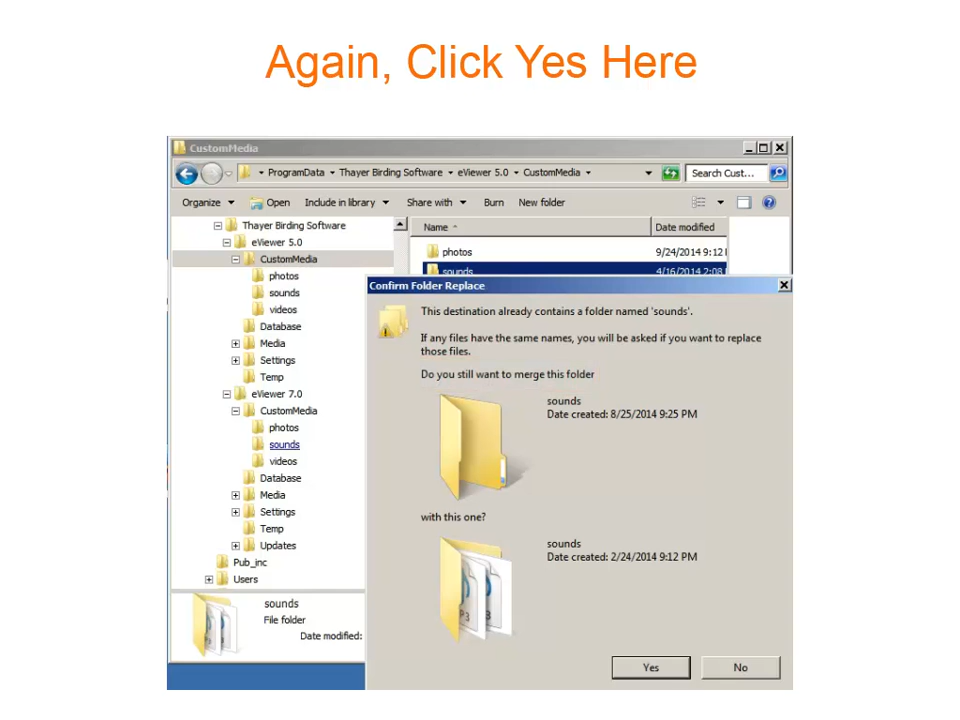 Again, Click Yes Here
CustomMedia
ProgramData Thayer Birding Software eViewer 5.0 CustomMedia Search Cust...
Organize Open Include in library Share with Burn New folder
Thayer Birding Software
eViewer 5.0
CustomMedia
photos
sounds
videos
Database
Media
Settings
Temp
eViewer 7.0
CustomMedia
photos
sounds
videos
Database
Media
Settings
Temp
Updates
Pub_inc
Users
Name Date modified
photos 9/24/2014 9:12
sounds 4/16/2014 2:08
Confirm Folder Replace
This destination already contains a folder named 'sounds'.
If any files have the same names, you will be asked if you want to replace
those files.
Do you still want to merge this folder
sounds
Date created: 8/25/2014 9:25 PM
with this one?
sounds
Date created: 2/24/2014 9:12 PM
Yes No
sounds
File folder
Date modified: